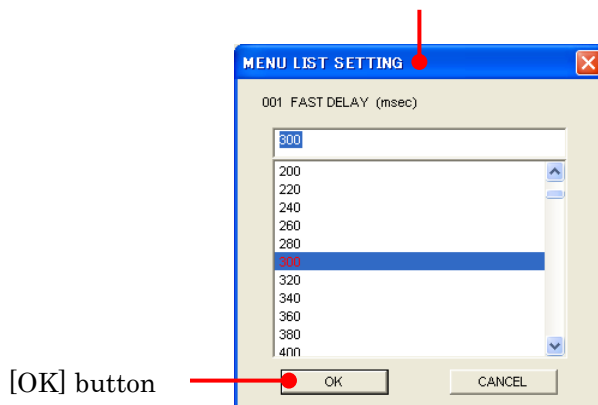 MENU LIST SETTING
001 FAST DELAY (msec)
300
200
220
240
260
280
300
320
340
360
380
400
[OK] button
OK
CANCEL